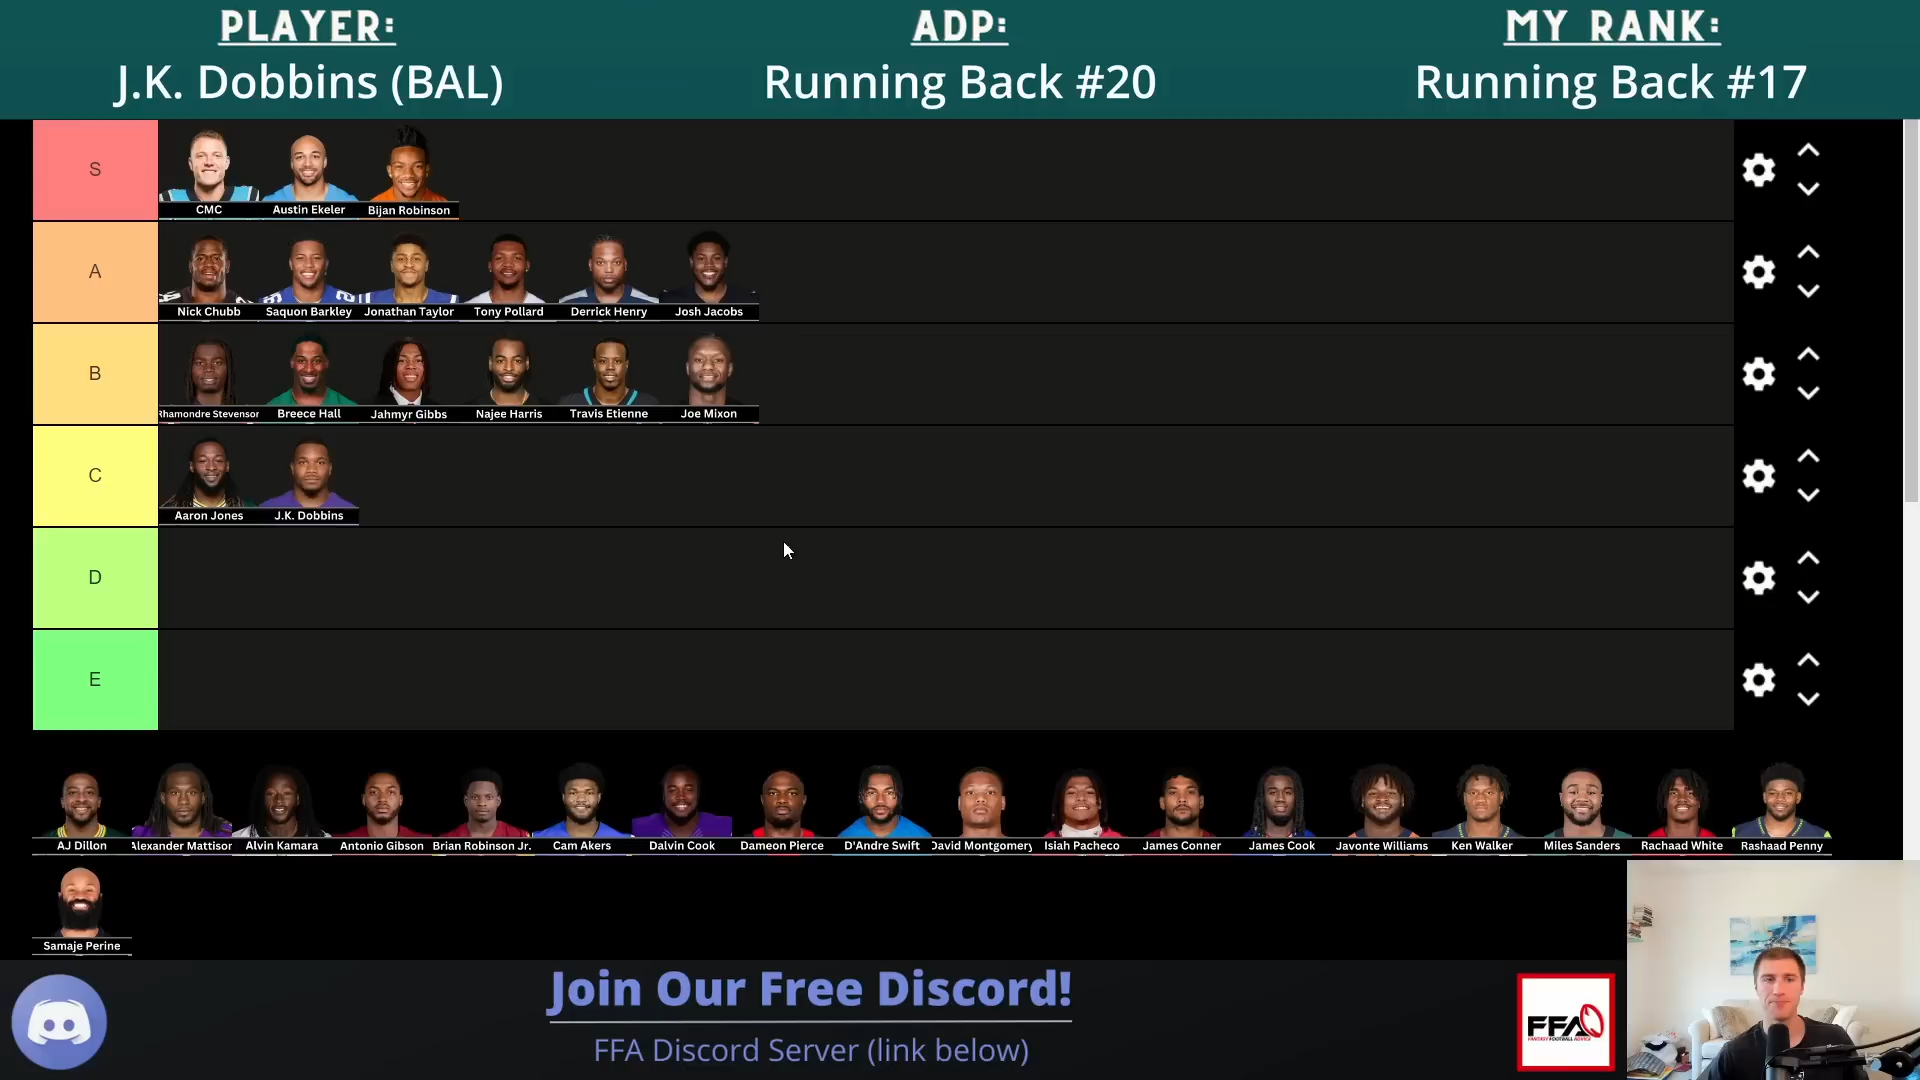 PLAYER:
J.K. Dobbins (BAL)
ADP:
Running Back #20
MY RANK:
Running Back #17
S
CMC
Austin Ekeler
Bijan Robinson
A
Nick Chubb
Saquon Barkley
Jonathan Taylor
Tony Pollard
Derrick Henry
Josh Jacobs
B
Rhamondre Stevenson
Breece Hall
Jahmyr Gibbs
Najee Harris
Travis Etienne
Joe Mixon
C
Aaron Jones
J.K. Dobbins
D
E
AJ Dillon
Alexander Mattison
Alvin Kamara
Antonio Gibson
Brian Robinson Jr.
Cam Akers
Dalvin Cook
Dameon Pierce
D'Andre Swift
David Montgomery
Isiah Pacheco
James Conner
James Cook
Javonte Williams
Ken Walker
Miles Sanders
Rachaad White
Rashaad Penny
Samaje Perine
Join Our Free Discord!
FFA Discord Server (link below)
FFA
FANTASY FOOTBALL ADVICE